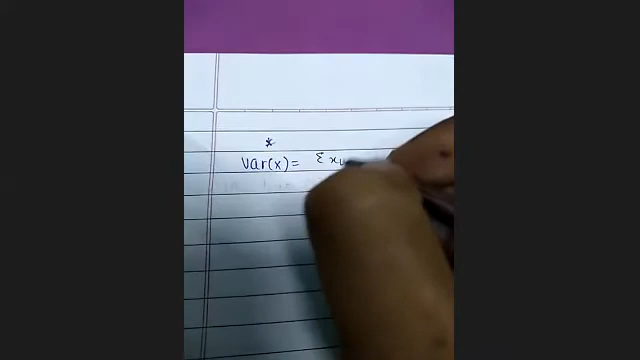 *
Var(x) = Σ x